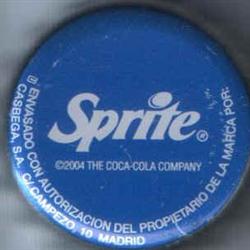 Sprite®
©2004 THE COCA-COLA COMPANY
@ ENVASADO CON AUTORIZACION DEL PROPIETARIO DE LA MARCA POR:
CASBEGA, S.A. C/ CAMPEZO, 10 MADRID